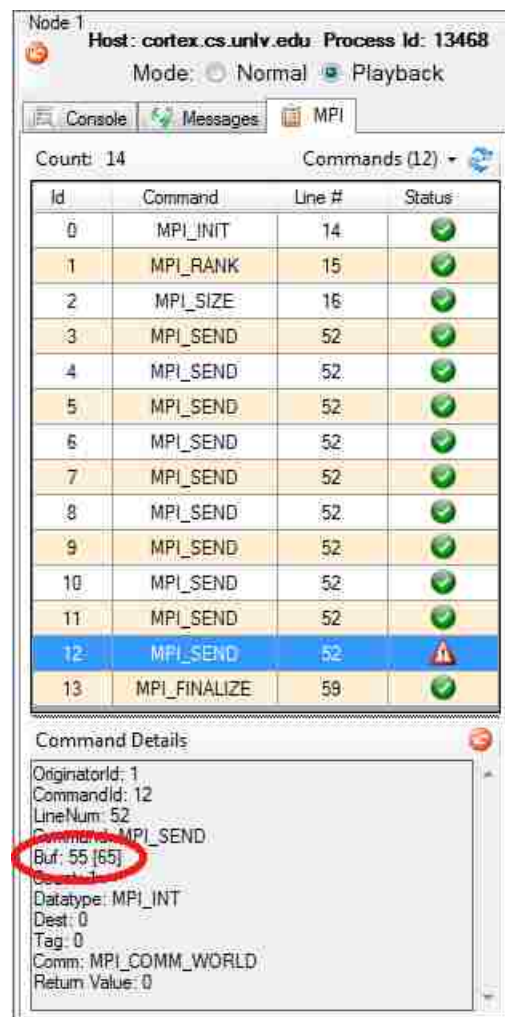 Node 1
Host: cortex.cs.unlv.edu Process Id: 13468
Mode: Normal Playback
Console Messages MPI
Count: 14 Commands (12)
Id Command Line # Status
0 MPI_INIT 14
1 MPI_RANK 15
2 MPI_SIZE 16
3 MPI_SEND 52
4 MPI_SEND 52
5 MPI_SEND 52
6 MPI_SEND 52
7 MPI_SEND 52
8 MPI_SEND 52
9 MPI_SEND 52
10 MPI_SEND 52
11 MPI_SEND 52
12 MPI_SEND 52
13 MPI_FINALIZE 59
Command Details
OriginatorId: 1
CommandId: 12
LineNum: 52
Command: MPI_SEND
Buf: 55 [65]
Count: 1
Datatype: MPI_INT
Dest: 0
Tag: 0
Comm: MPI_COMM_WORLD
Return Value: 0